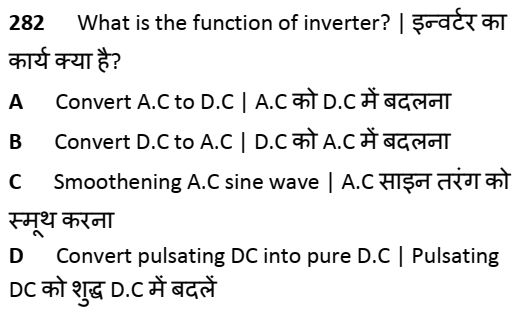 282 What is the function of inverter? | इन्वर्टर का
कार्य क्या है?
A Convert A.C to D.C | A.C को D.C में बदलना
B Convert D.C to A.C | D.C को A.C में बदलना
C Smoothening A.C sine wave | A.C साइन तरंग को
स्मूथ करना
D Convert pulsating DC into pure D.C | Pulsating
DC को शुद्ध D.C में बदलें